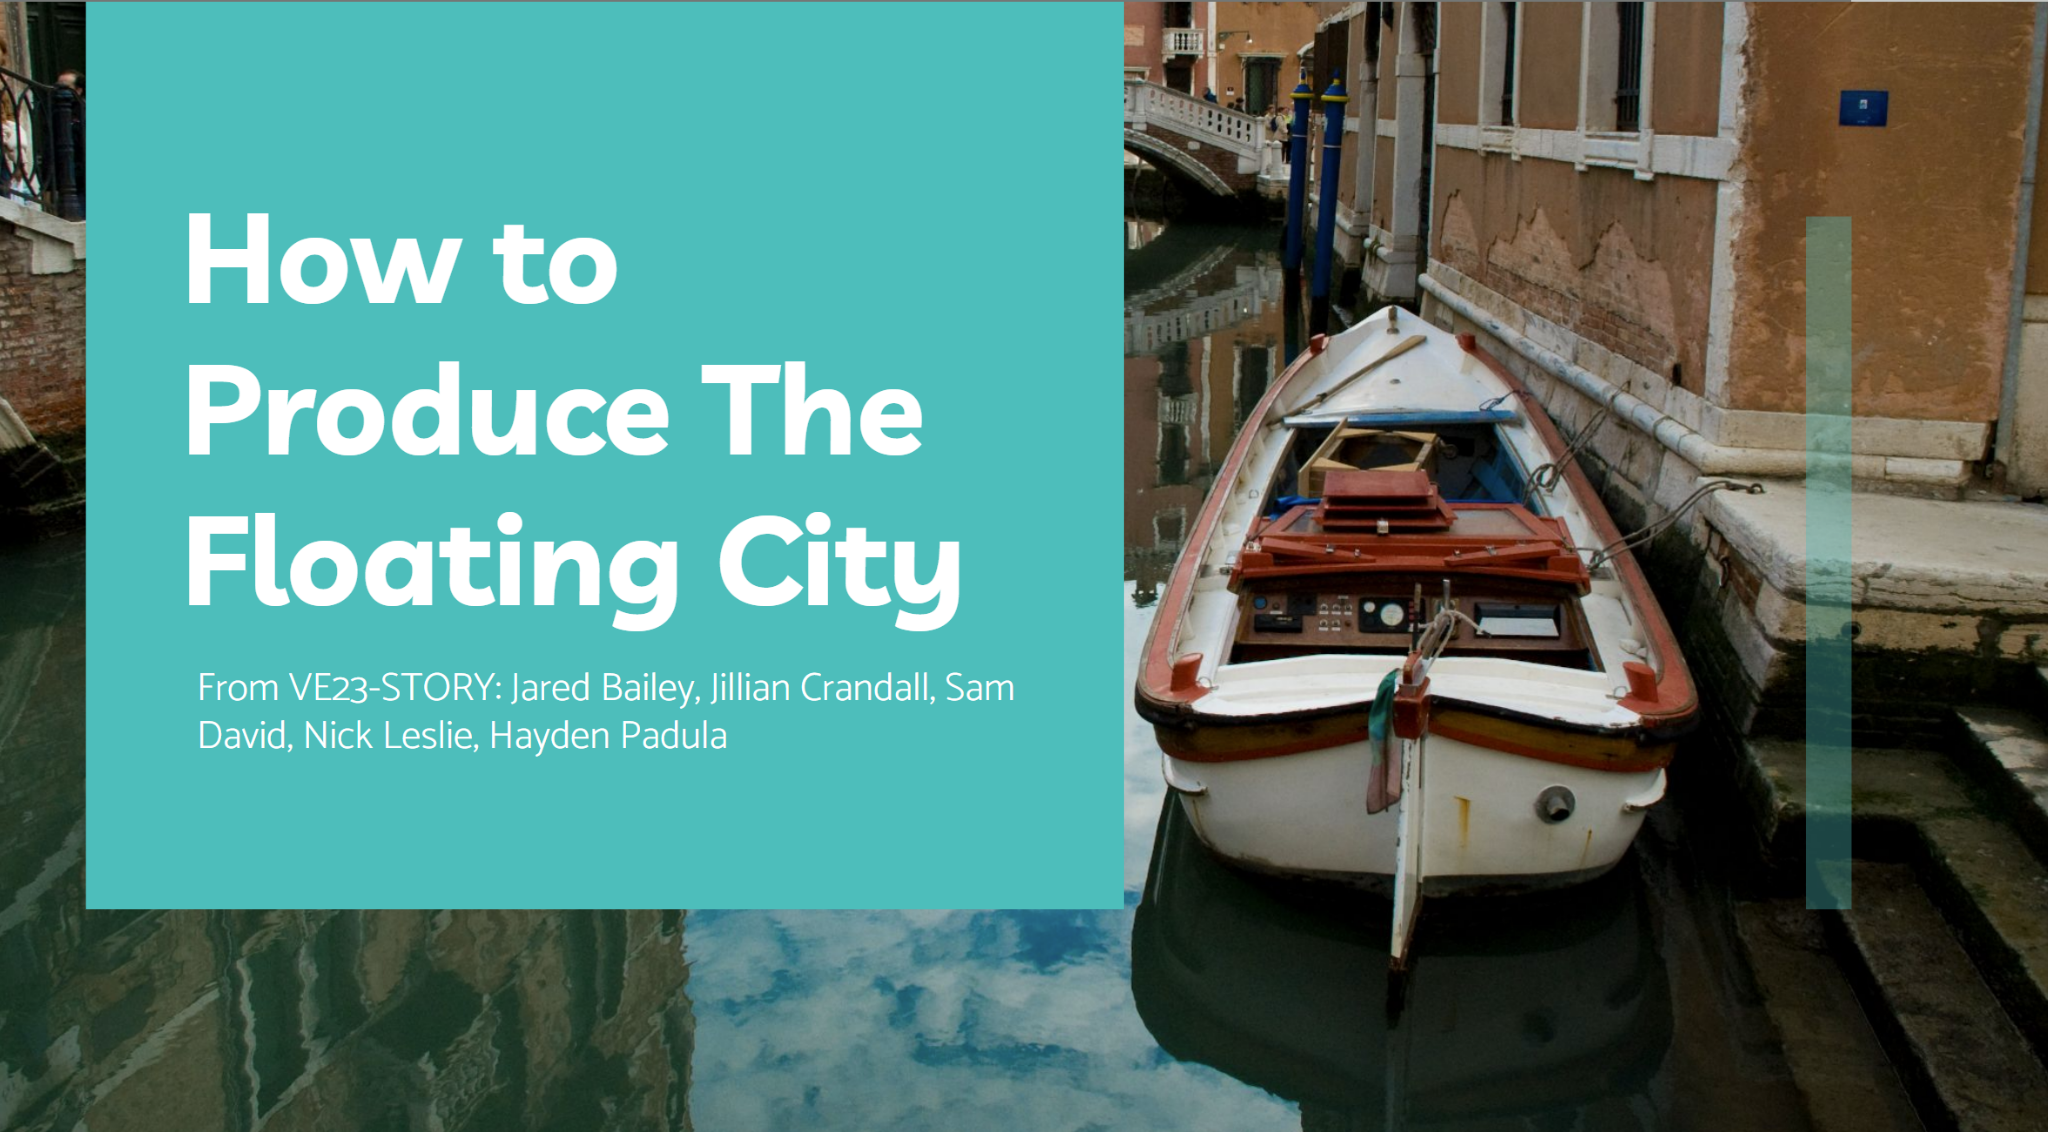 How to
Produce The
Floating City
From VE23-STORY: Jared Bailey, Jillian Crandall, Sam
David, Nick Leslie, Hayden Padula